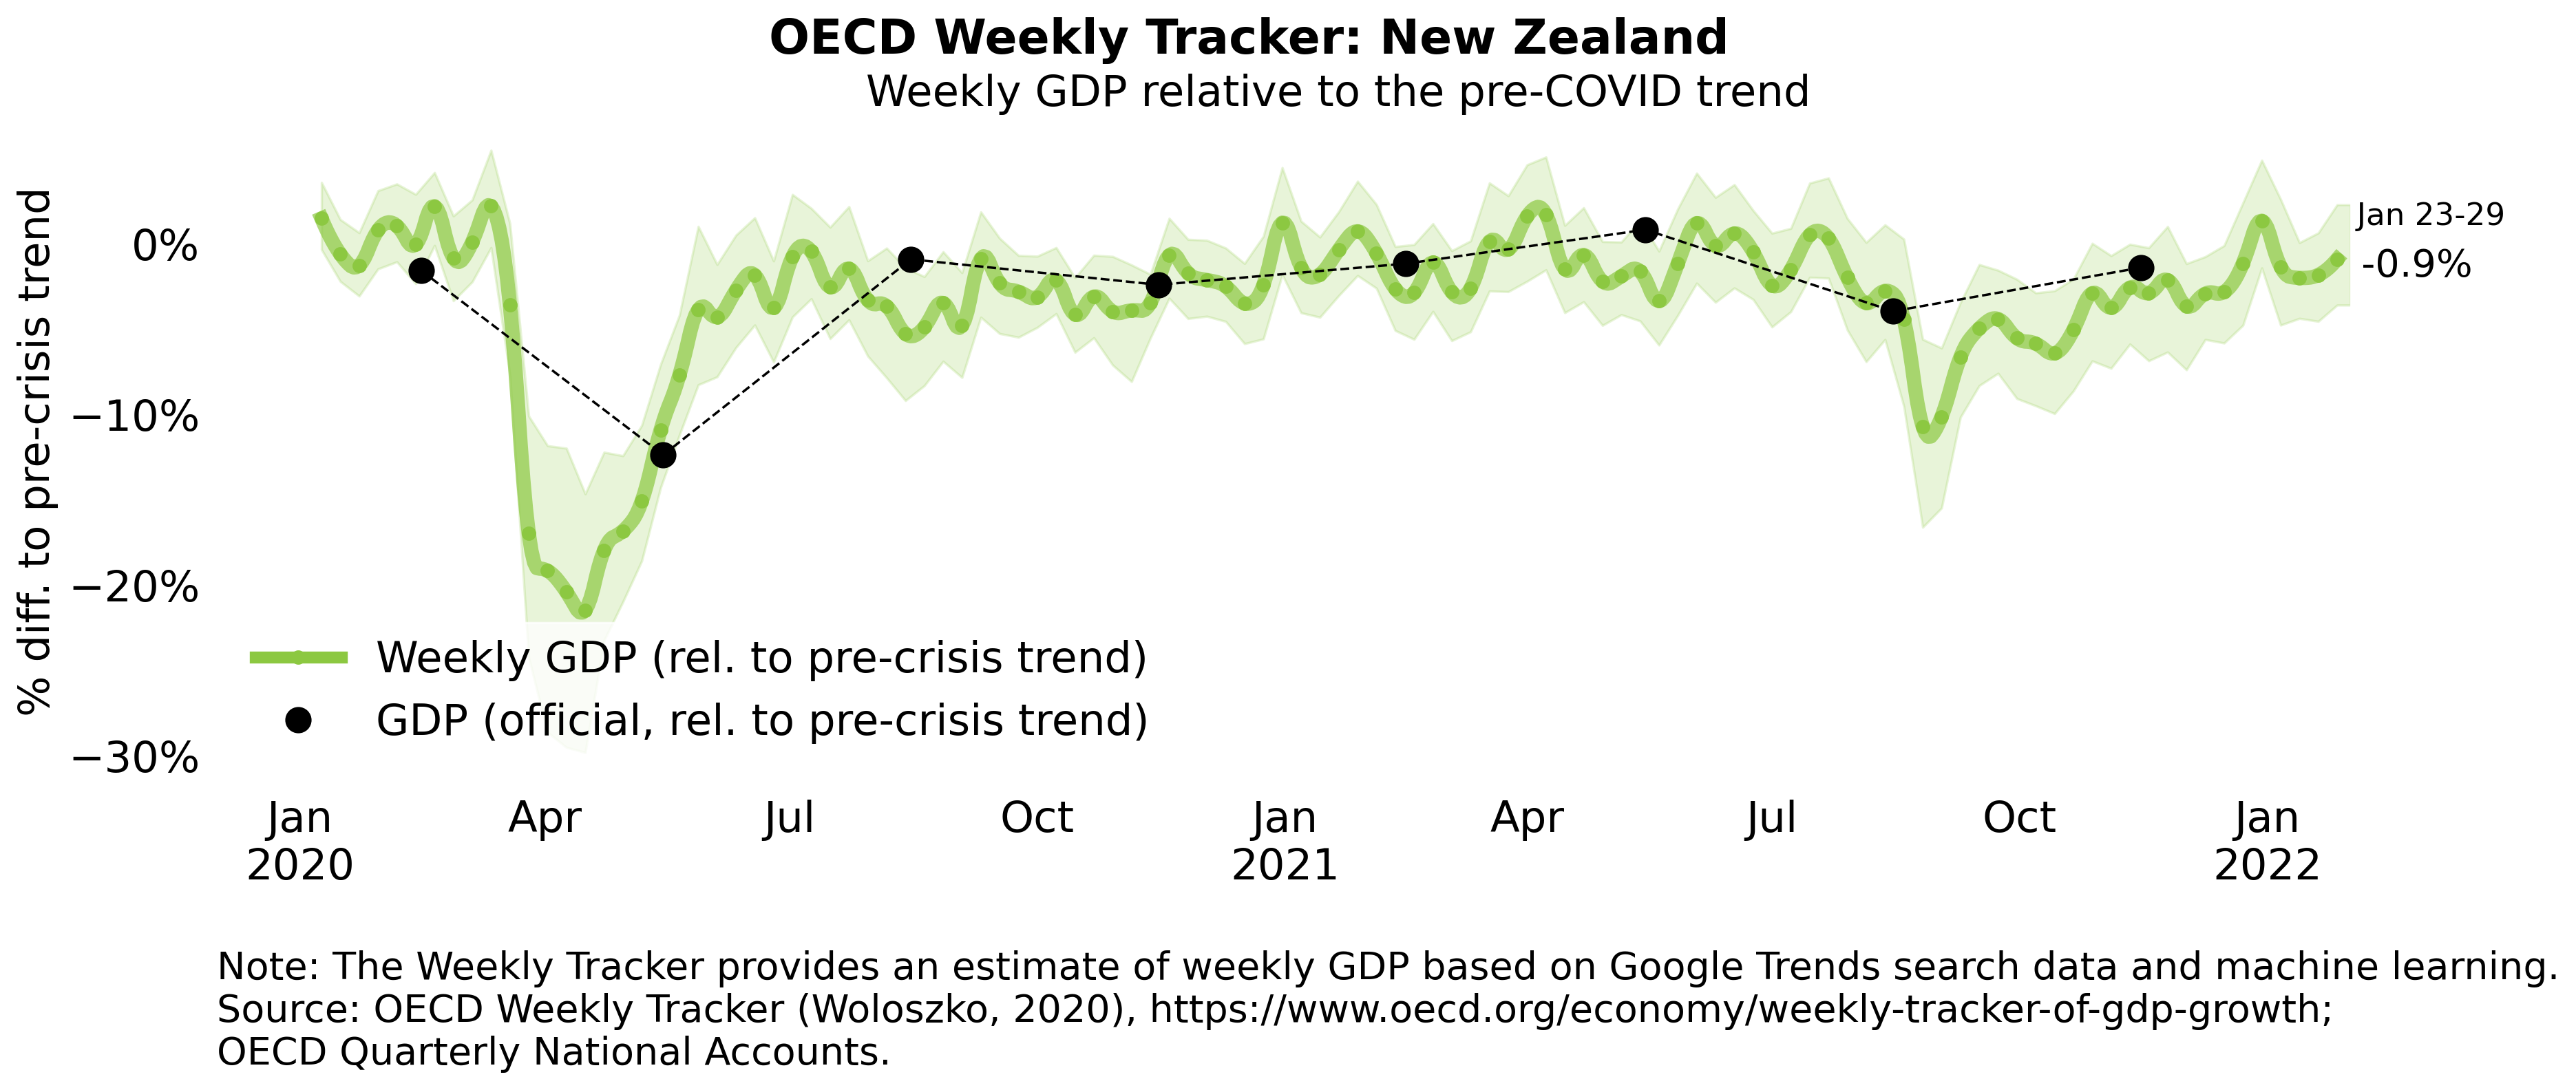 OECD Weekly Tracker: New Zealand
Weekly GDP relative to the pre-COVID trend
% diff. to pre-crisis trend
0%
−10%
−20%
−30%
Jan 23-29
-0.9%
Weekly GDP (rel. to pre-crisis trend)
GDP (official, rel. to pre-crisis trend)
Jan Apr Jul Oct Jan Apr Jul Oct Jan
2020 2021 2022
Note: The Weekly Tracker provides an estimate of weekly GDP based on Google Trends search data and machine learning.
Source: OECD Weekly Tracker (Woloszko, 2020), https://www.oecd.org/economy/weekly-tracker-of-gdp-growth;
OECD Quarterly National Accounts.